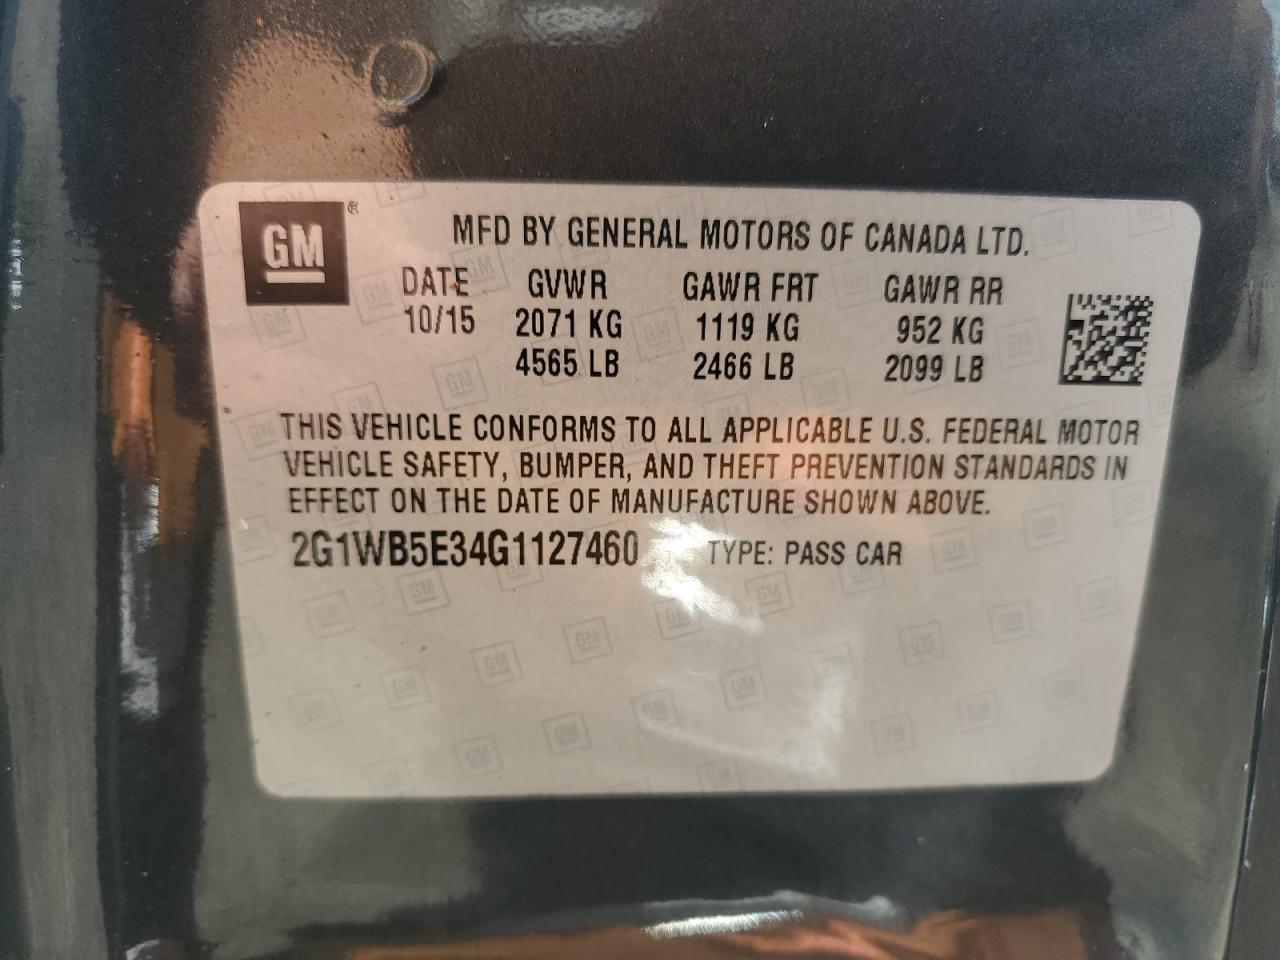 GM
MFD BY GENERAL MOTORS OF CANADA LTD.
DATE GVWR GAWR FRT GAWR RR
10/15 2071 KG 1119 KG 952 KG
4565 LB 2466 LB 2099 LB
THIS VEHICLE CONFORMS TO ALL APPLICABLE U.S. FEDERAL MOTOR
VEHICLE SAFETY, BUMPER, AND THEFT PREVENTION STANDARDS IN
EFFECT ON THE DATE OF MANUFACTURE SHOWN ABOVE.
2G1WB5E34G1127460 TYPE: PASS CAR